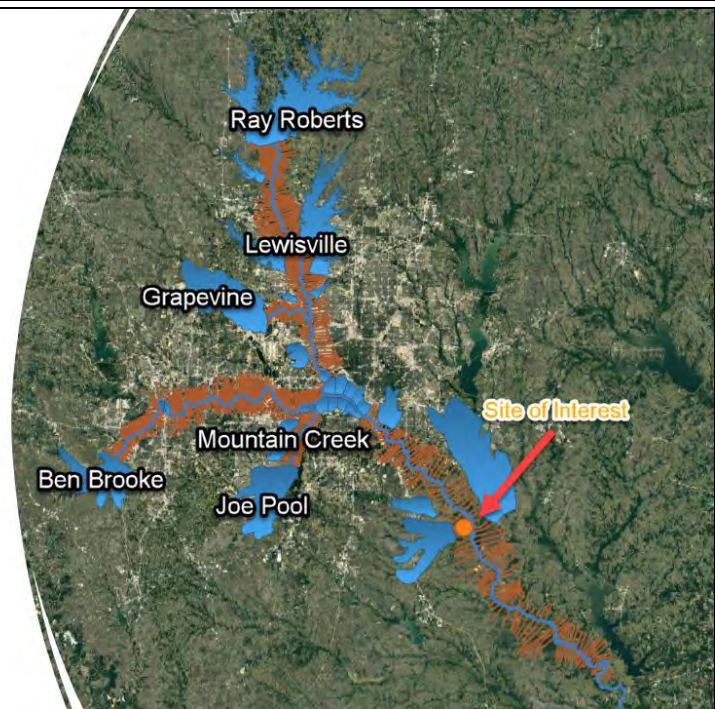 Ray Roberts
Lewisville
Grapevine
Site of Interest
Mountain Creek
Ben Brooke
Joe Pool